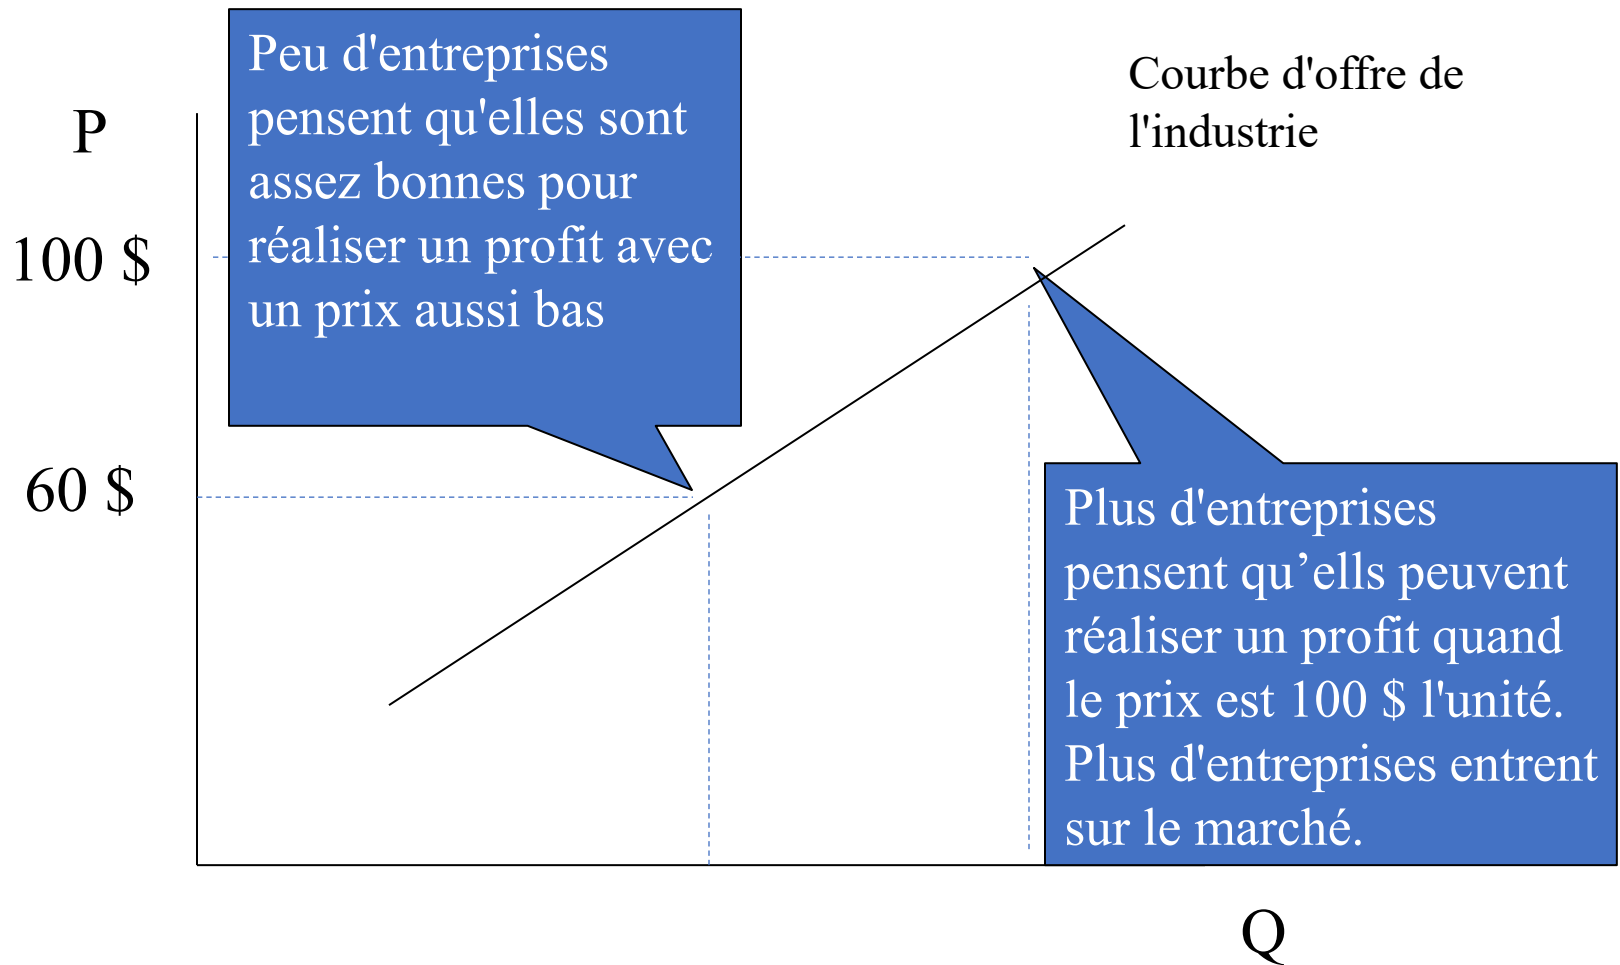 Peu d'entreprises
pensent qu'elles sont
assez bonnes pour
réaliser un profit avec
un prix aussi bas
Courbe d'offre de
l'industrie
P
100 $
60 $
Plus d'entreprises
pensent qu’ells peuvent
réaliser un profit quand
le prix est 100 $ l'unité.
Plus d'entreprises entrent
sur le marché.
Q